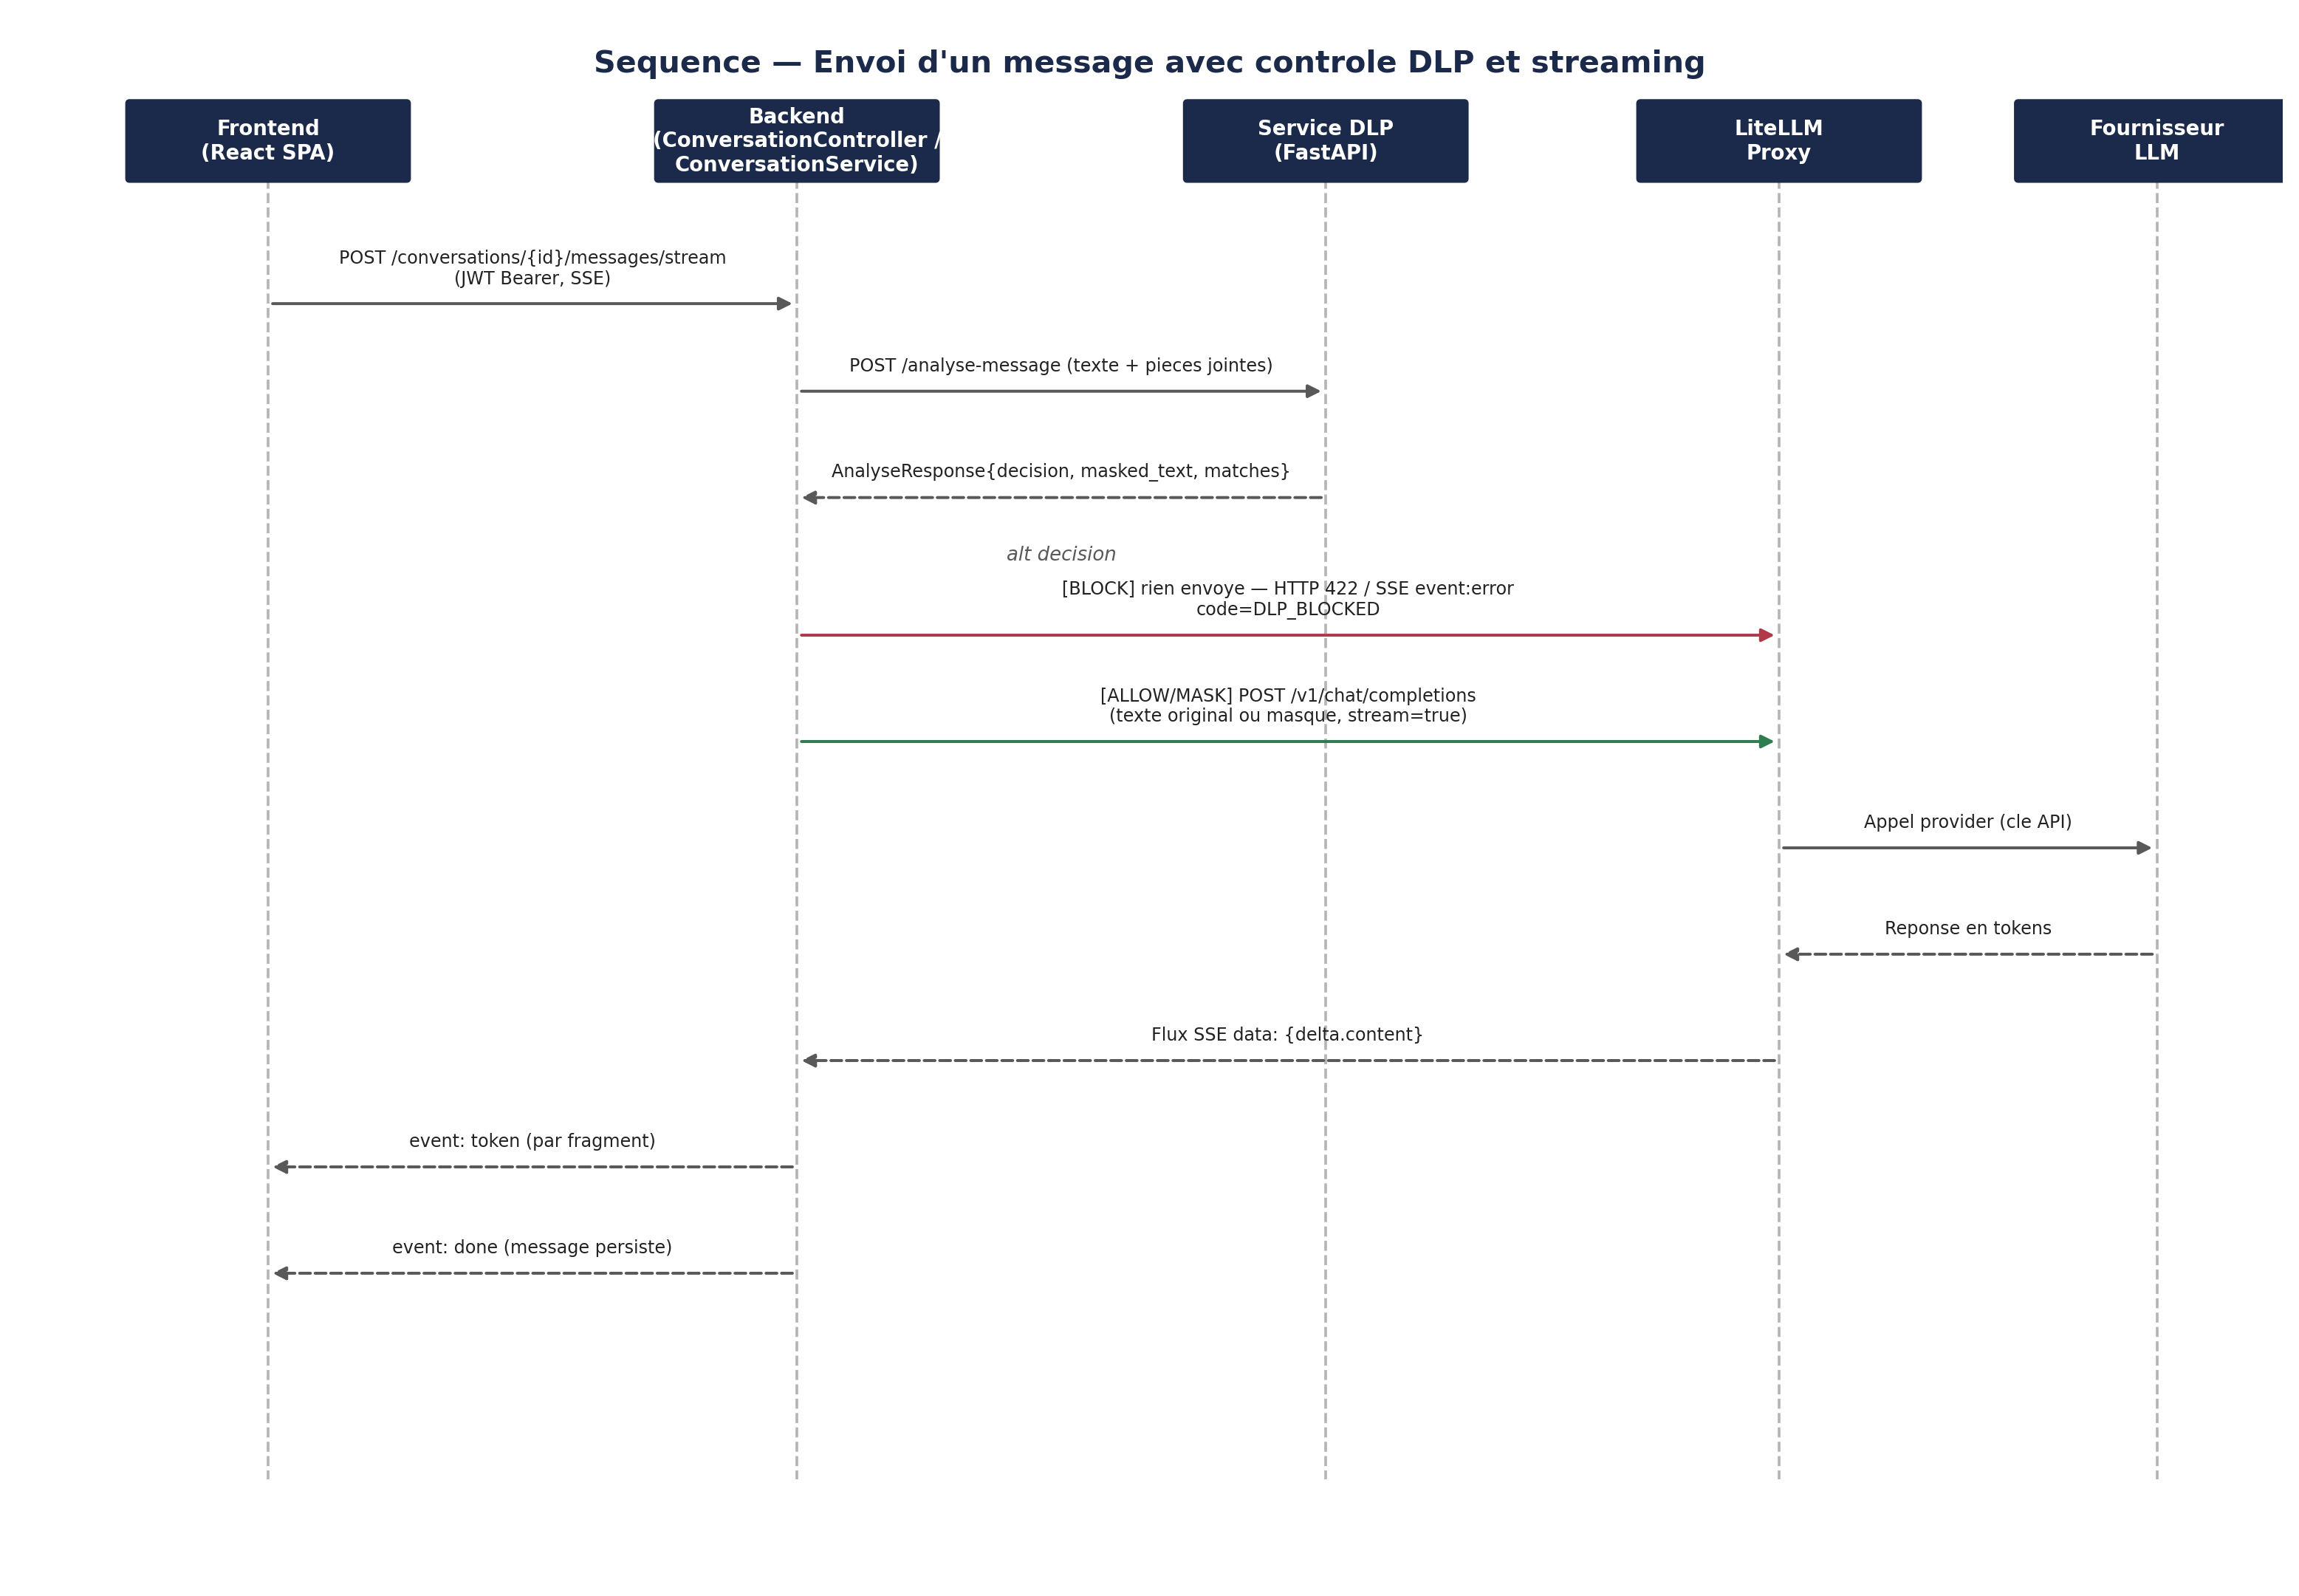 Sequence — Envoi d'un message avec controle DLP et streaming
Frontend
(React SPA)
Backend
(ConversationController /
ConversationService)
Service DLP
(FastAPI)
LiteLLM
Proxy
Fournisseur
LLM
POST /conversations/{id}/messages/stream
(JWT Bearer, SSE)
POST /analyse-message (texte + pieces jointes)
AnalyseResponse{decision, masked_text, matches}
alt decision
[BLOCK] rien envoye — HTTP 422 / SSE event:error
code=DLP_BLOCKED
[ALLOW/MASK] POST /v1/chat/completions
(texte original ou masque, stream=true)
Appel provider (cle API)
Reponse en tokens
Flux SSE data: {delta.content}
event: token (par fragment)
event: done (message persiste)